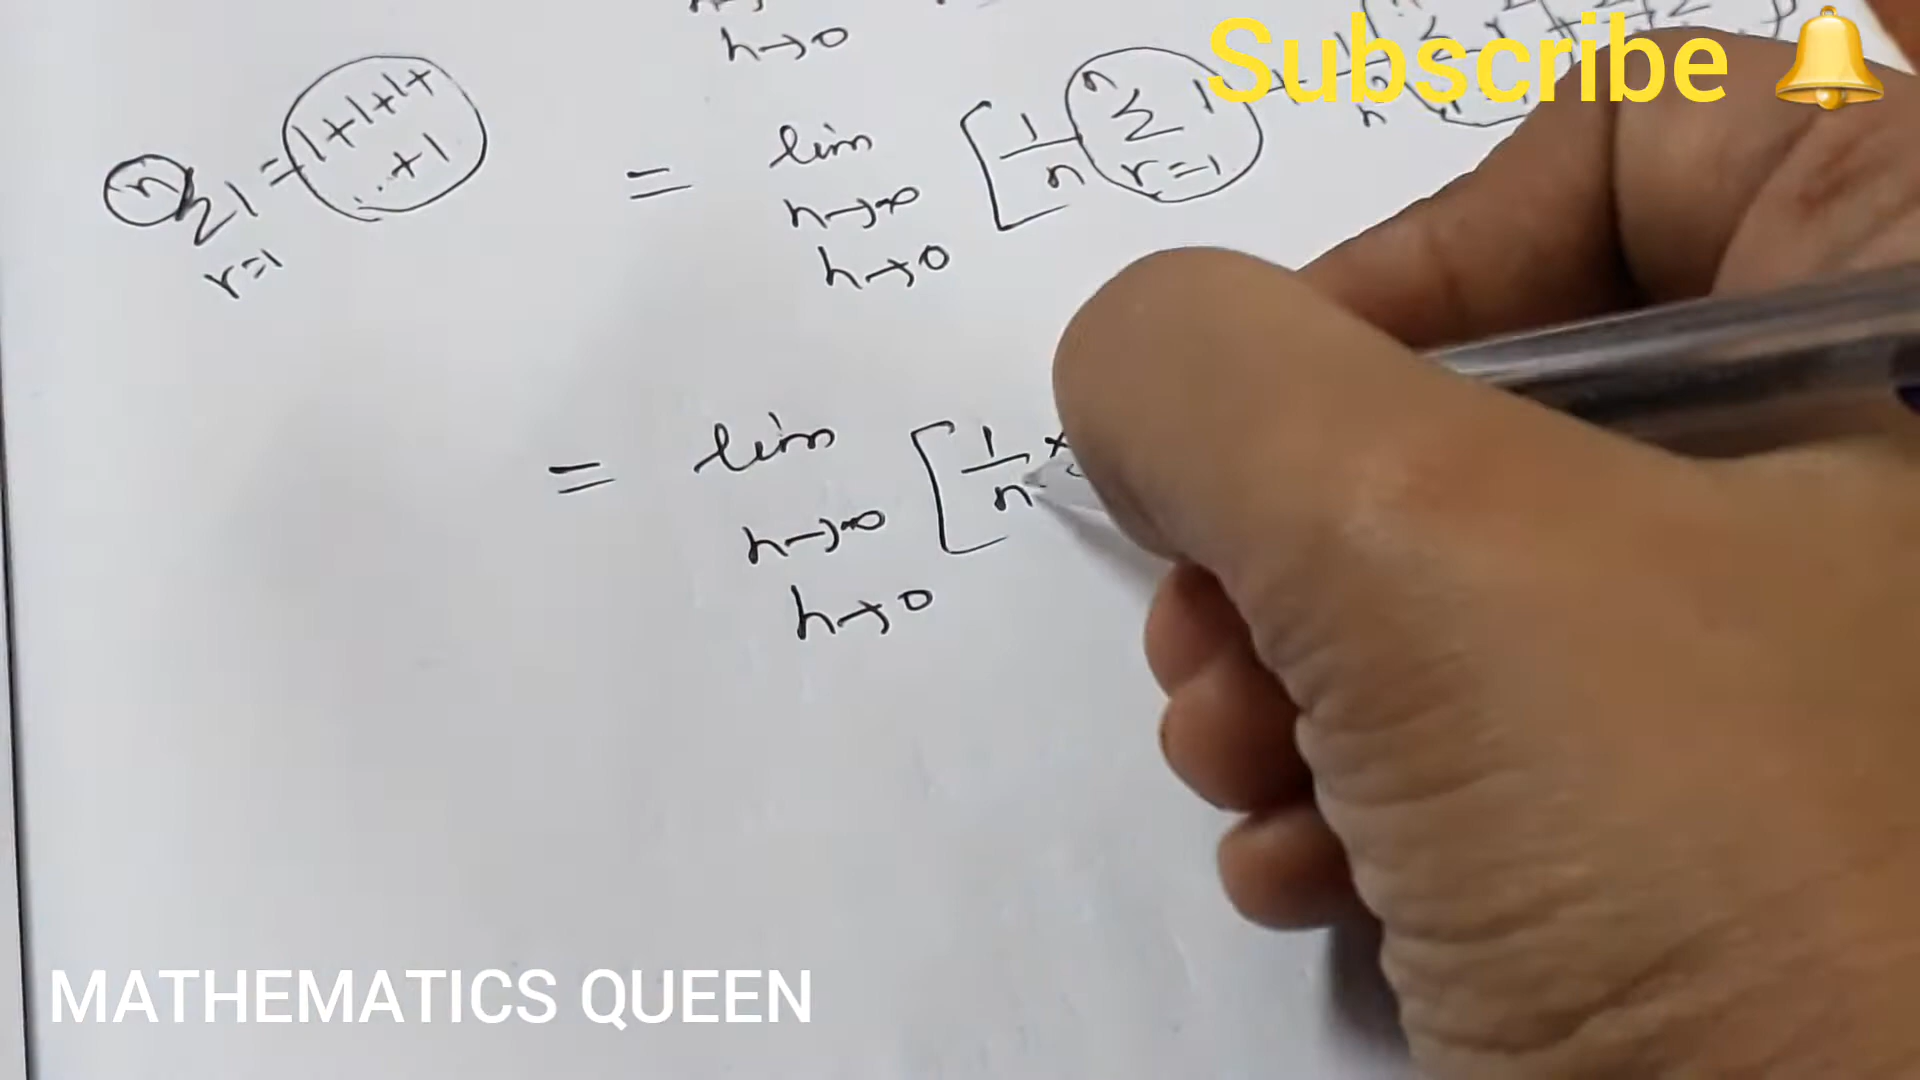 h→0
Subscribe 🔔
n∑1 = 1+1+1+
r=1 ...+1
= lim [1/n n∑1 +
n→∞ r=1
h→0
= lim [1/n ×
n→∞
h→0
MATHEMATICS QUEEN